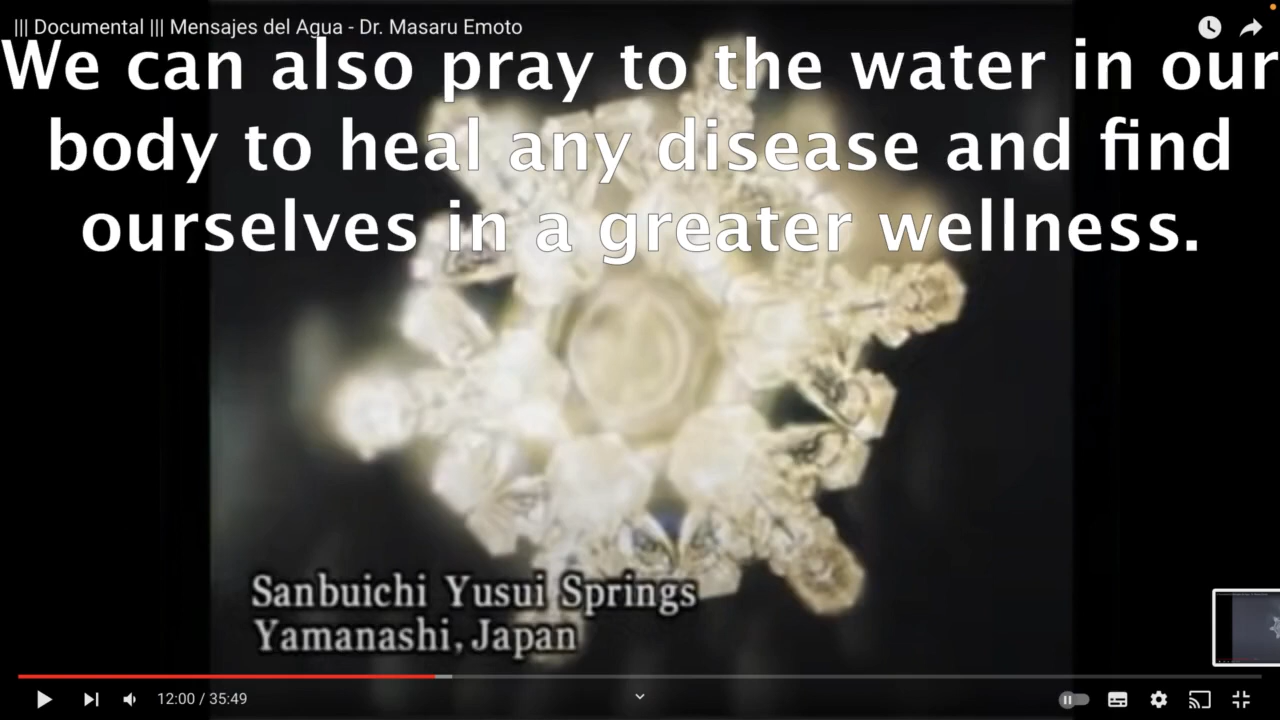 ||| Documental ||| Mensajes del Agua - Dr. Masaru Emoto
We can also pray to the water in our
body to heal any disease and find
ourselves in a greater wellness.
Sanbuichi Yusui Springs
Yamanashi, Japan
12:00 / 35:49